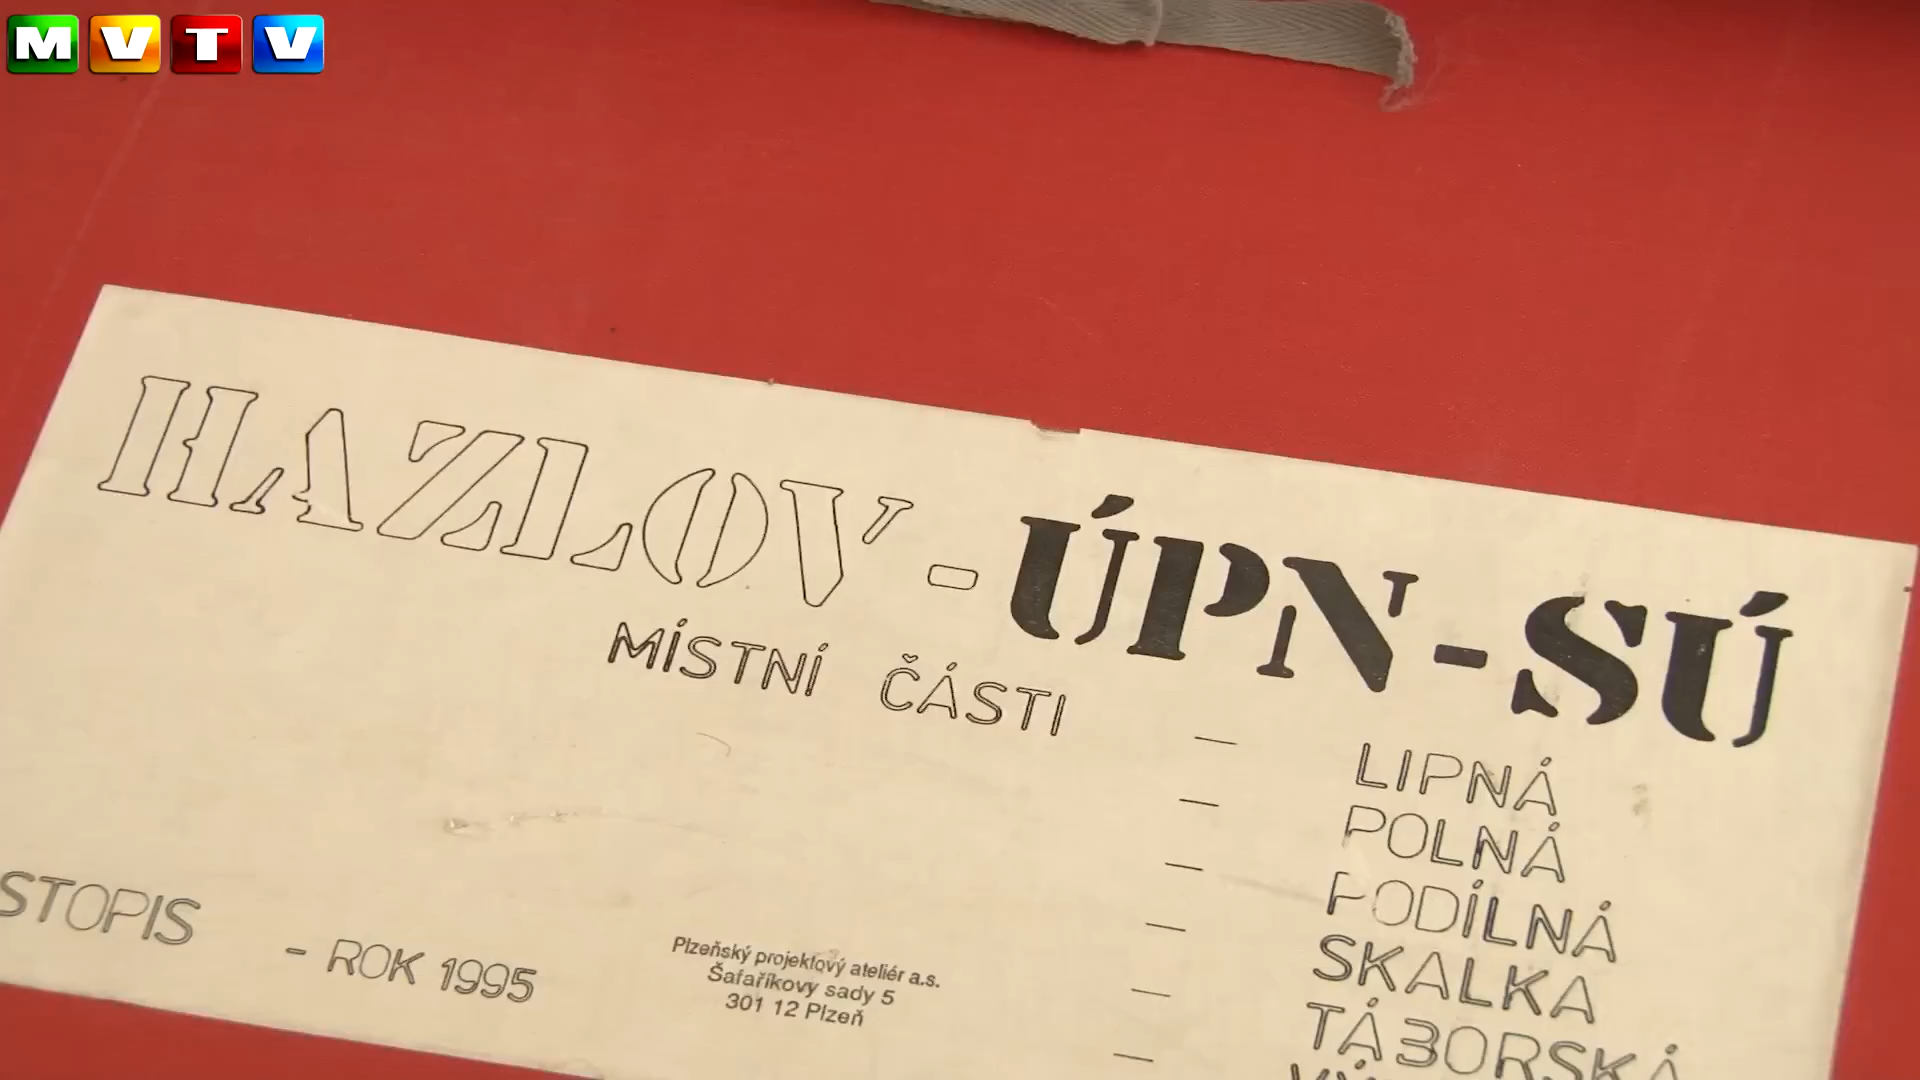 MVTV
HAZLOV - ÚPN-SÚ
MÍSTNÍ ČÁSTI
– LIPNÁ
– POLNÁ
– PODÍLNÁ
– SKALKA
– TÁBORSKÁ
STOPIS - ROK 1995
Plzeňský projektový ateliér a.s.
Šafaříkovy sady 5
301 12 Plzeň